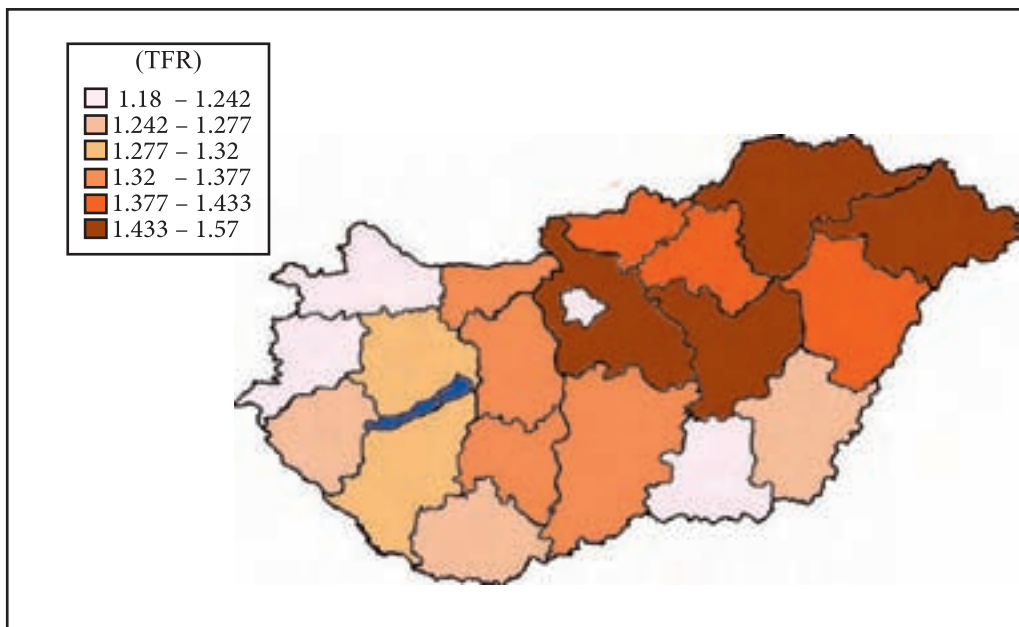 (TFR)
1.18 – 1.242
1.242 – 1.277
1.277 – 1.32
1.32 – 1.377
1.377 – 1.433
1.433 – 1.57